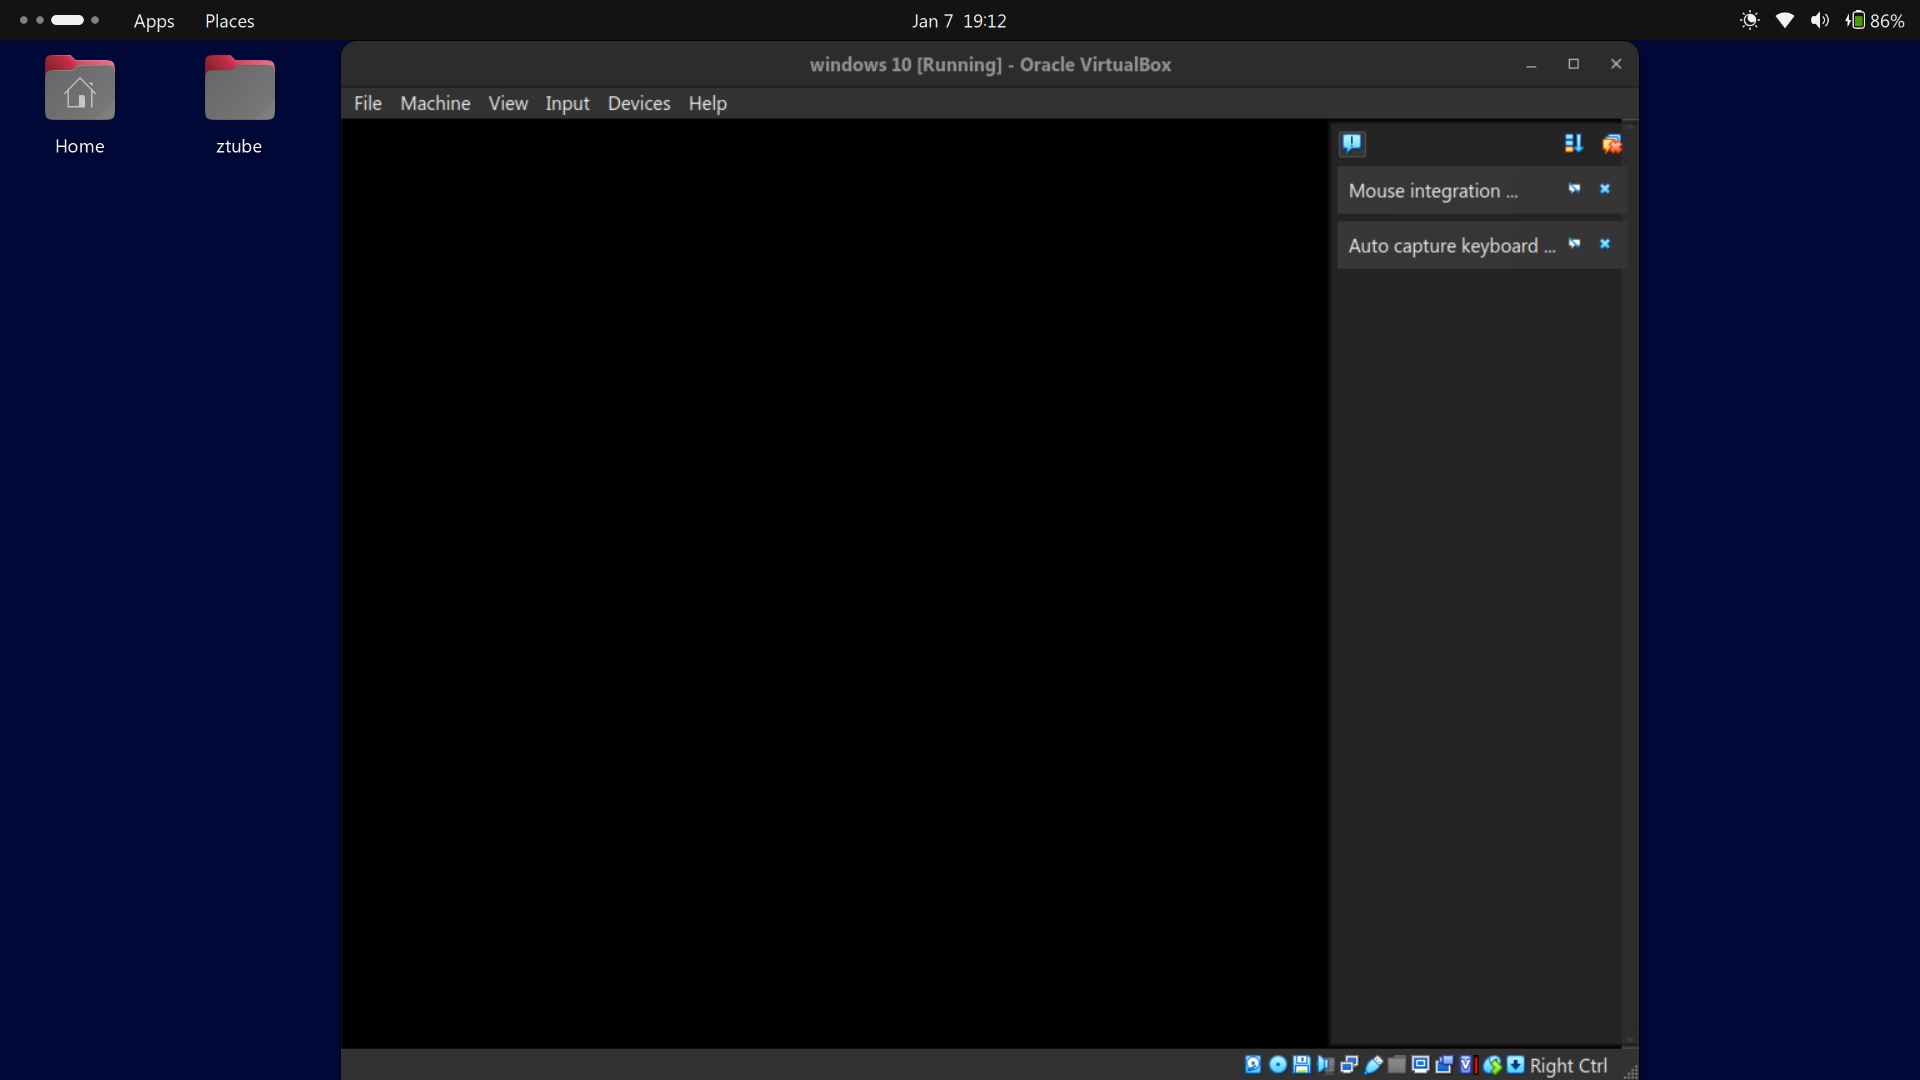 Apps Places Jan 7 19:12 86%
Home ztube
windows 10 [Running] - Oracle VirtualBox
File Machine View Input Devices Help
Mouse integration ...
Auto capture keyboard ...
Right Ctrl